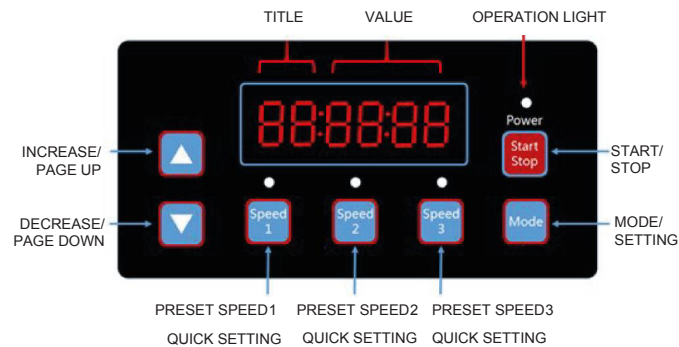 TITLE VALUE OPERATION LIGHT
88:88:88
Power
Start
Stop
INCREASE/
PAGE UP
START/
STOP
DECREASE/
PAGE DOWN
Speed
1
Speed
2
Speed
3
Mode
MODE/
SETTING
PRESET SPEED1 PRESET SPEED2 PRESET SPEED3
QUICK SETTING QUICK SETTING QUICK SETTING